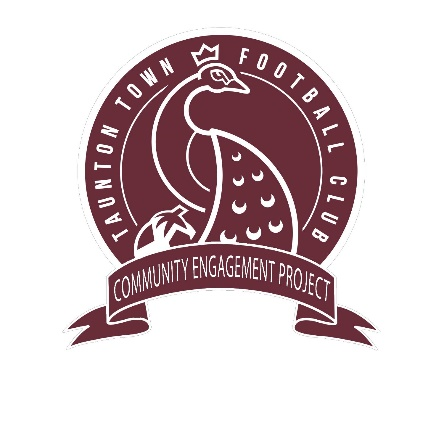 TAUNTON TOWN FOOTBALL CLUB
COMMUNITY ENGAGEMENT PROJECT